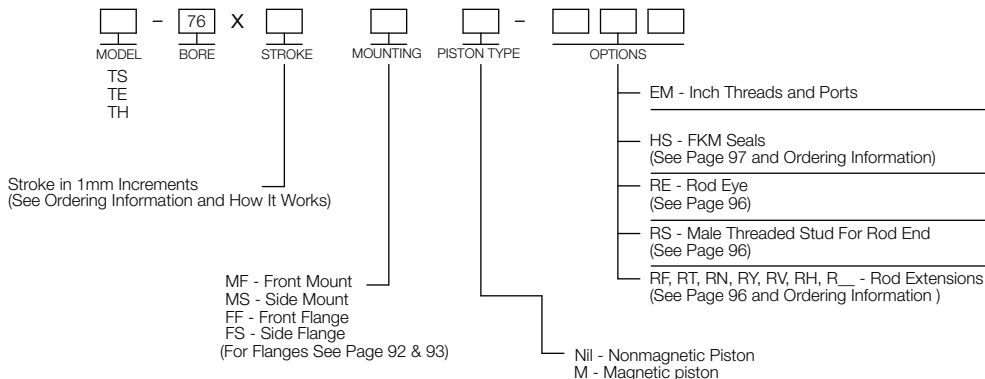 – 76 X –
MODEL BORE STROKE MOUNTING PISTON TYPE OPTIONS
TS
TE
TH
EM - Inch Threads and Ports
HS - FKM Seals
(See Page 97 and Ordering Information)
Stroke in 1mm Increments
(See Ordering Information and How It Works)
RE - Rod Eye
(See Page 96)
RS - Male Threaded Stud For Rod End
(See Page 96)
RF, RT, RN, RY, RV, RH, R__ - Rod Extensions
(See Page 96 and Ordering Information )
MF - Front Mount
MS - Side Mount
FF - Front Flange
FS - Side Flange
(For Flanges See Page 92 & 93)
Nil - Nonmagnetic Piston
M - Magnetic piston